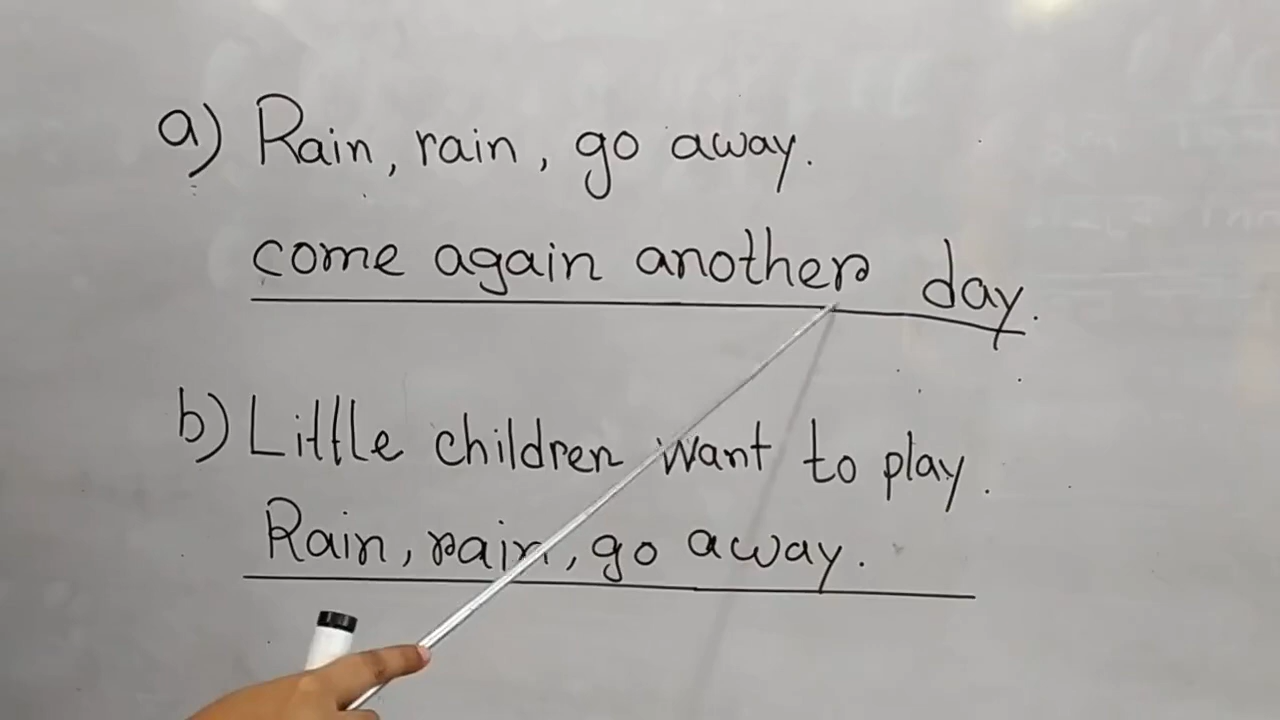 a) Rain, rain, go away.
come again another day.
b) Little children want to play.
Rain, rain, go away.